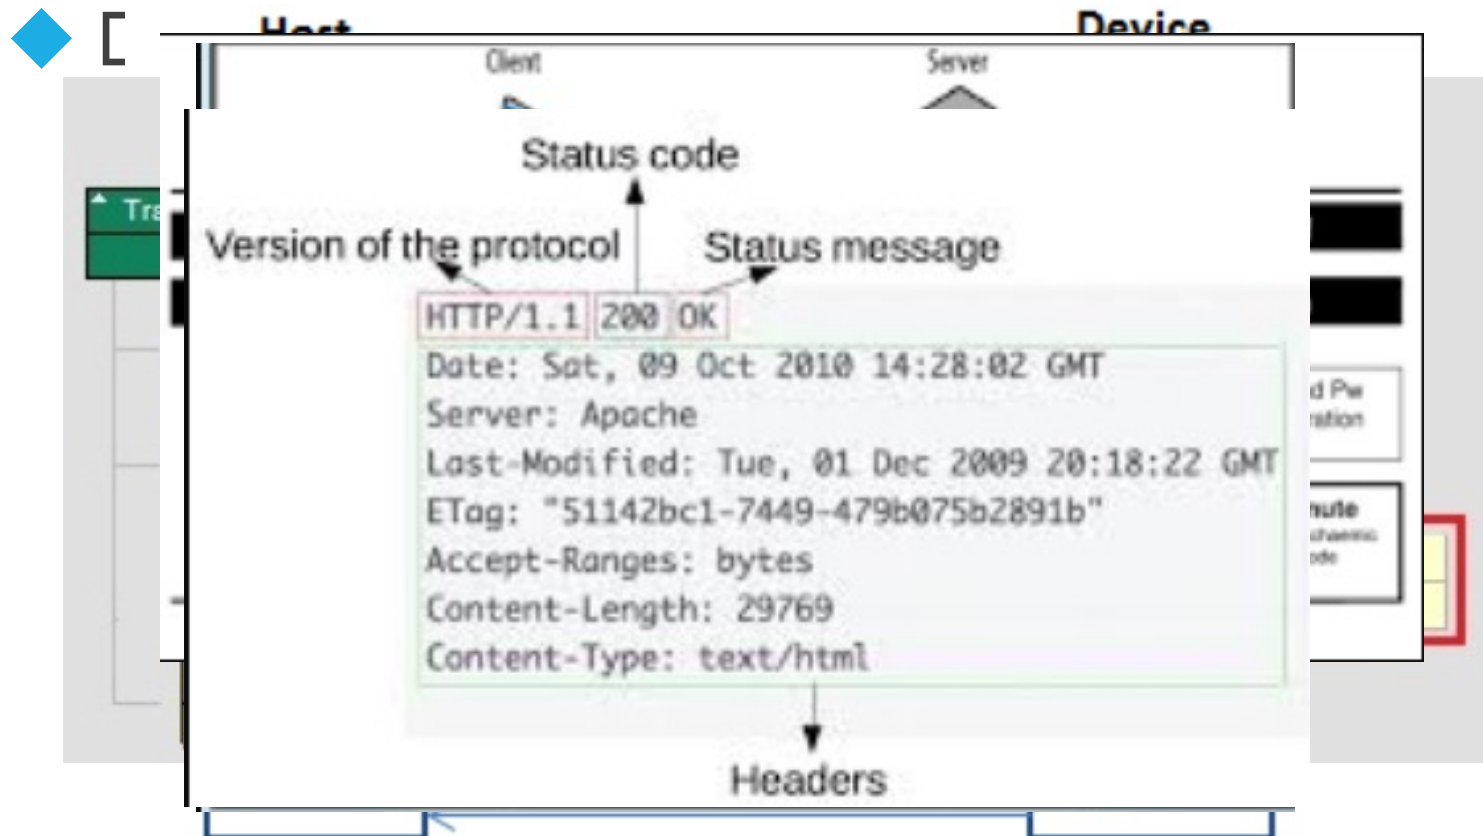 Host Device
Client Server
Status code
Version of the protocol Status message
HTTP/1.1 200 OK
Date: Sat, 09 Oct 2010 14:28:02 GMT
Server: Apache
Last-Modified: Tue, 01 Dec 2009 20:18:22 GMT
ETag: "51142bc1-7449-479b075b2891b"
Accept-Ranges: bytes
Content-Length: 29769
Content-Type: text/html
Headers